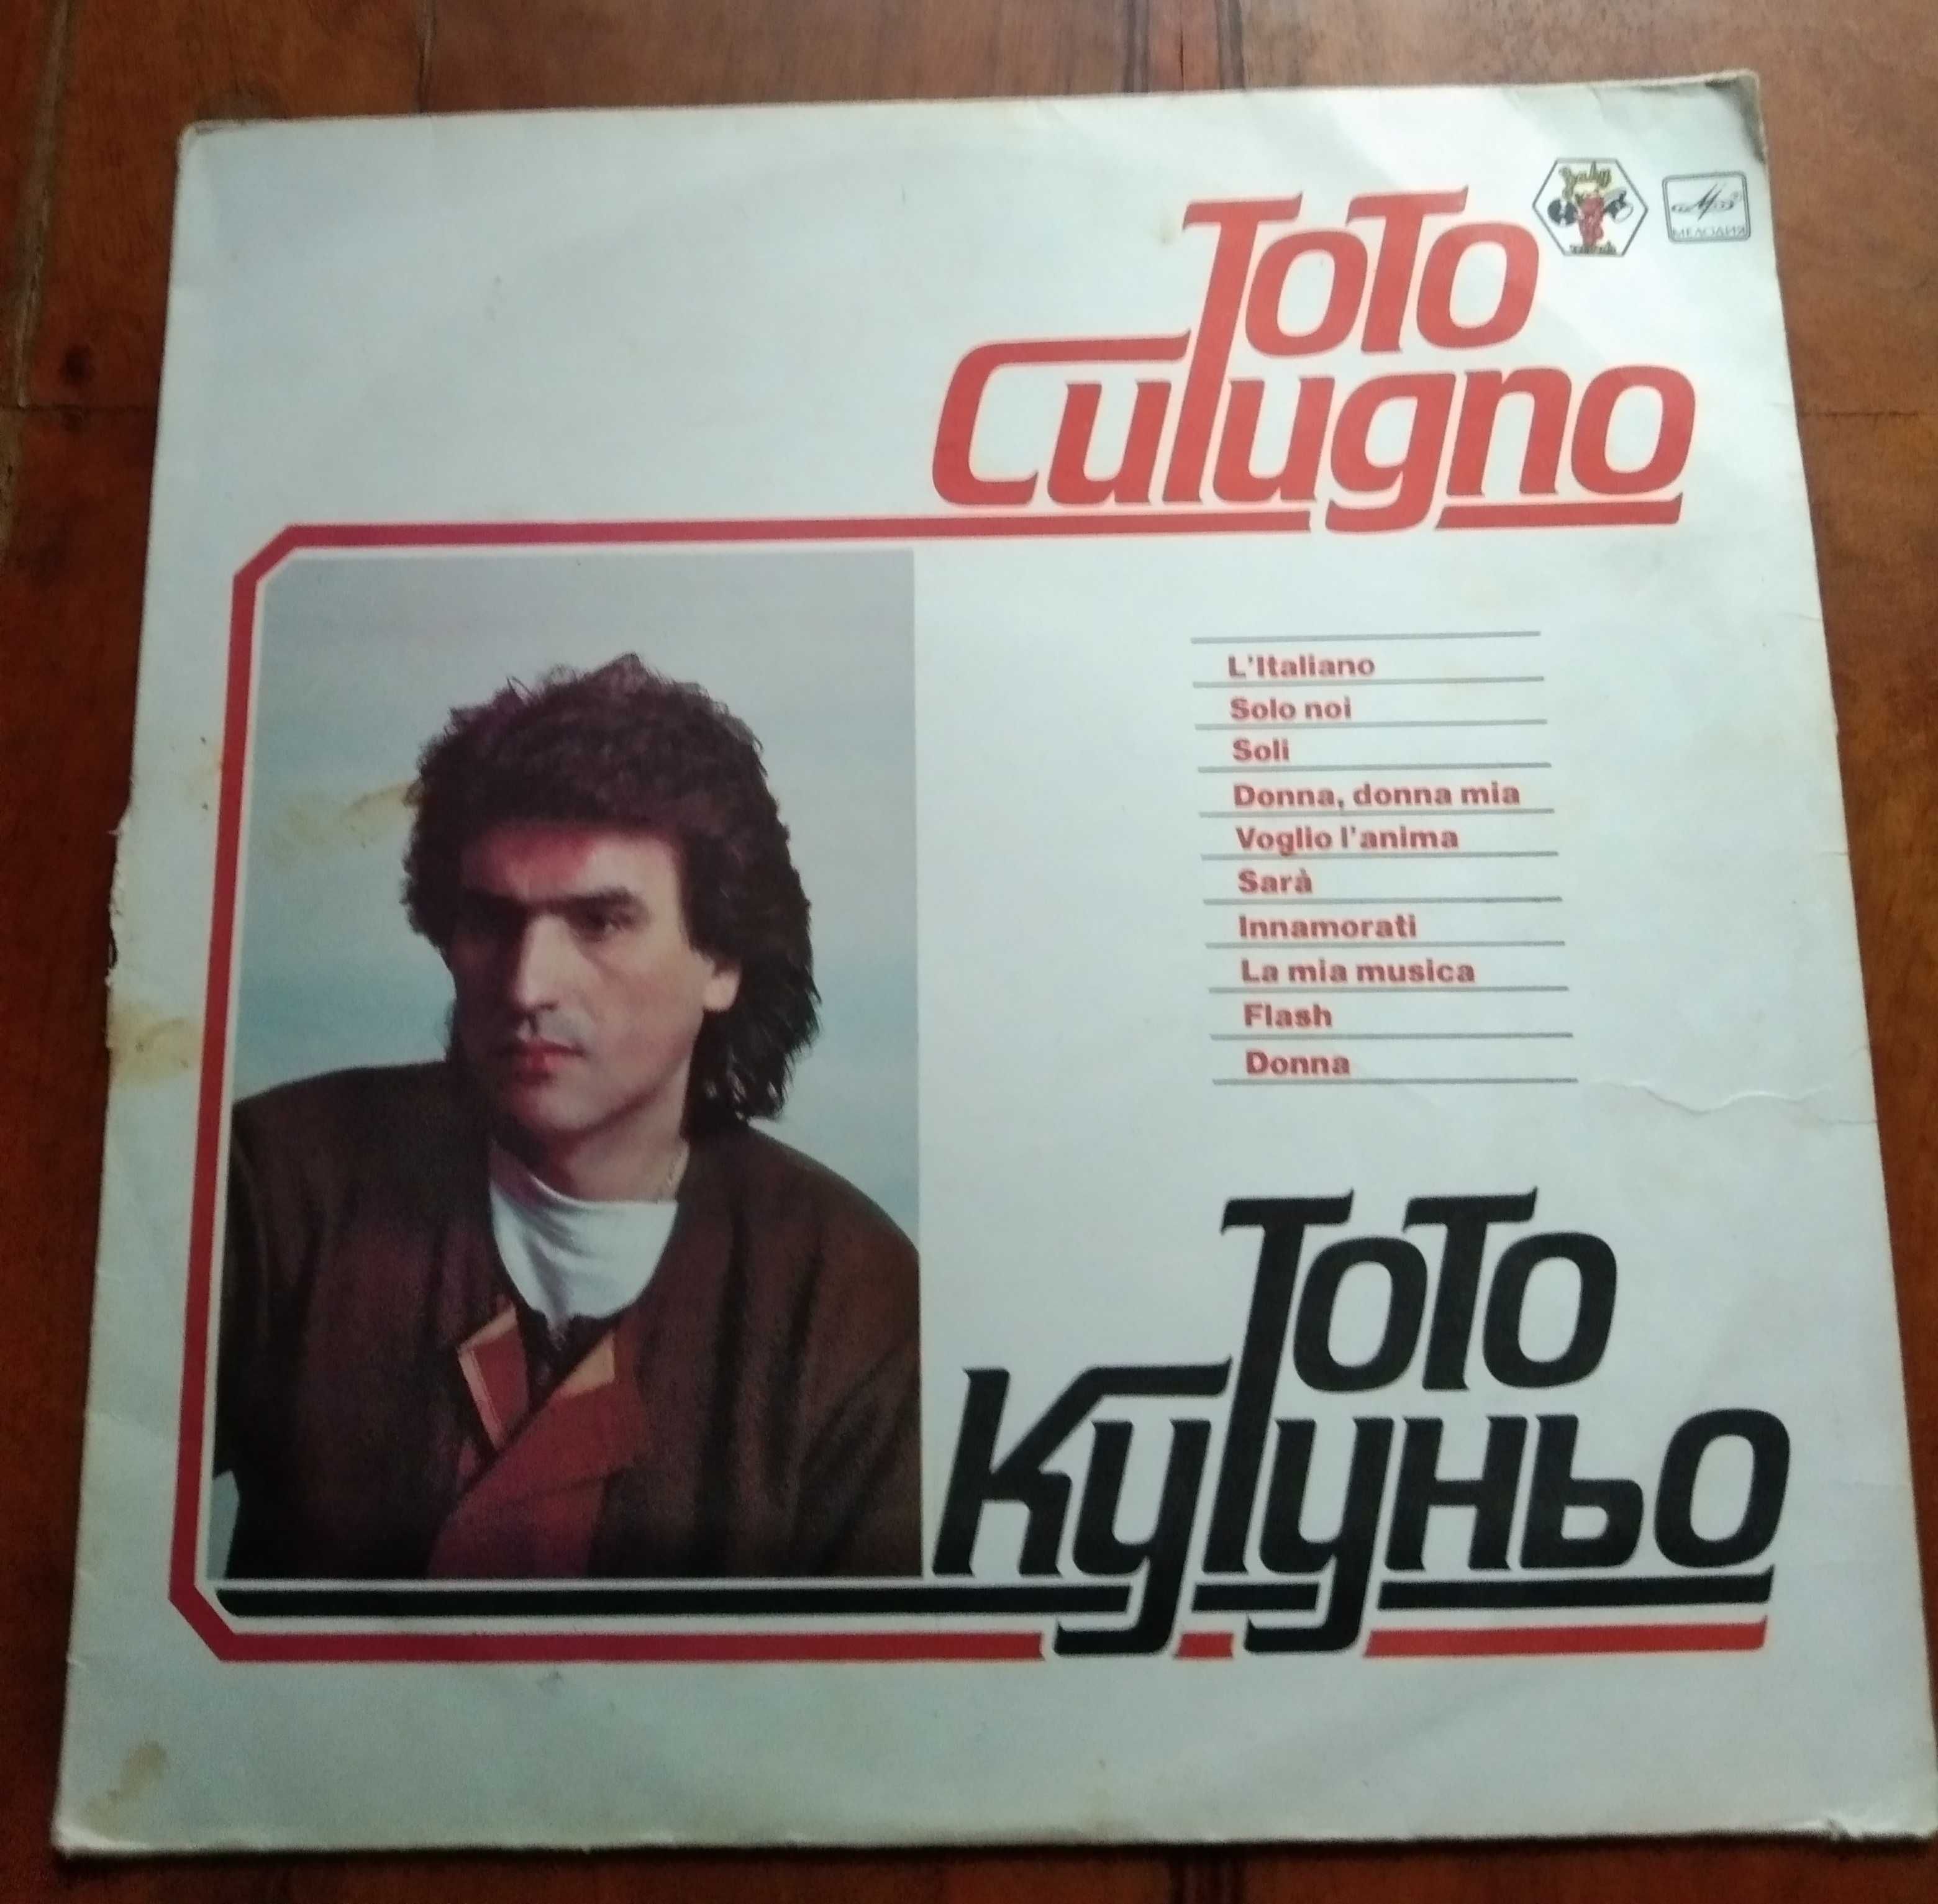 Baby
МЕЛОДИЯ
ToTo
Cutugno
L'Italiano
Solo noi
Soli
Donna, donna mia
Voglio l'anima
Sarà
Innamorati
La mia musica
Flash
Donna
ТоТо
Кутуньо